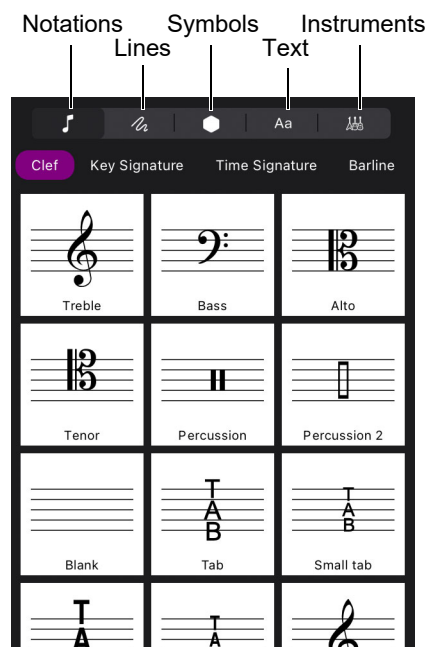 Notations Symbols Instruments
Lines Text
Aa
Clef Key Signature Time Signature Barline
Treble Bass Alto
Tenor Percussion Percussion 2
T
A
B
T
A
B
Blank Tab Small tab
T
A
T
A